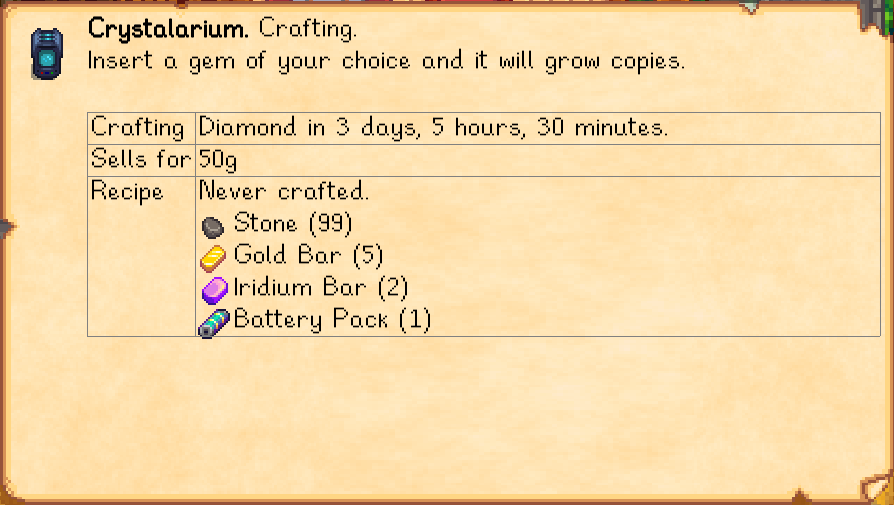 Crystalarium. Crafting.
Insert a gem of your choice and it will grow copies.
Crafting Diamond in 3 days, 5 hours, 30 minutes.
Sells for 50g
Recipe Never crafted.
Stone (99)
Gold Bar (5)
Iridium Bar (2)
Battery Pack (1)